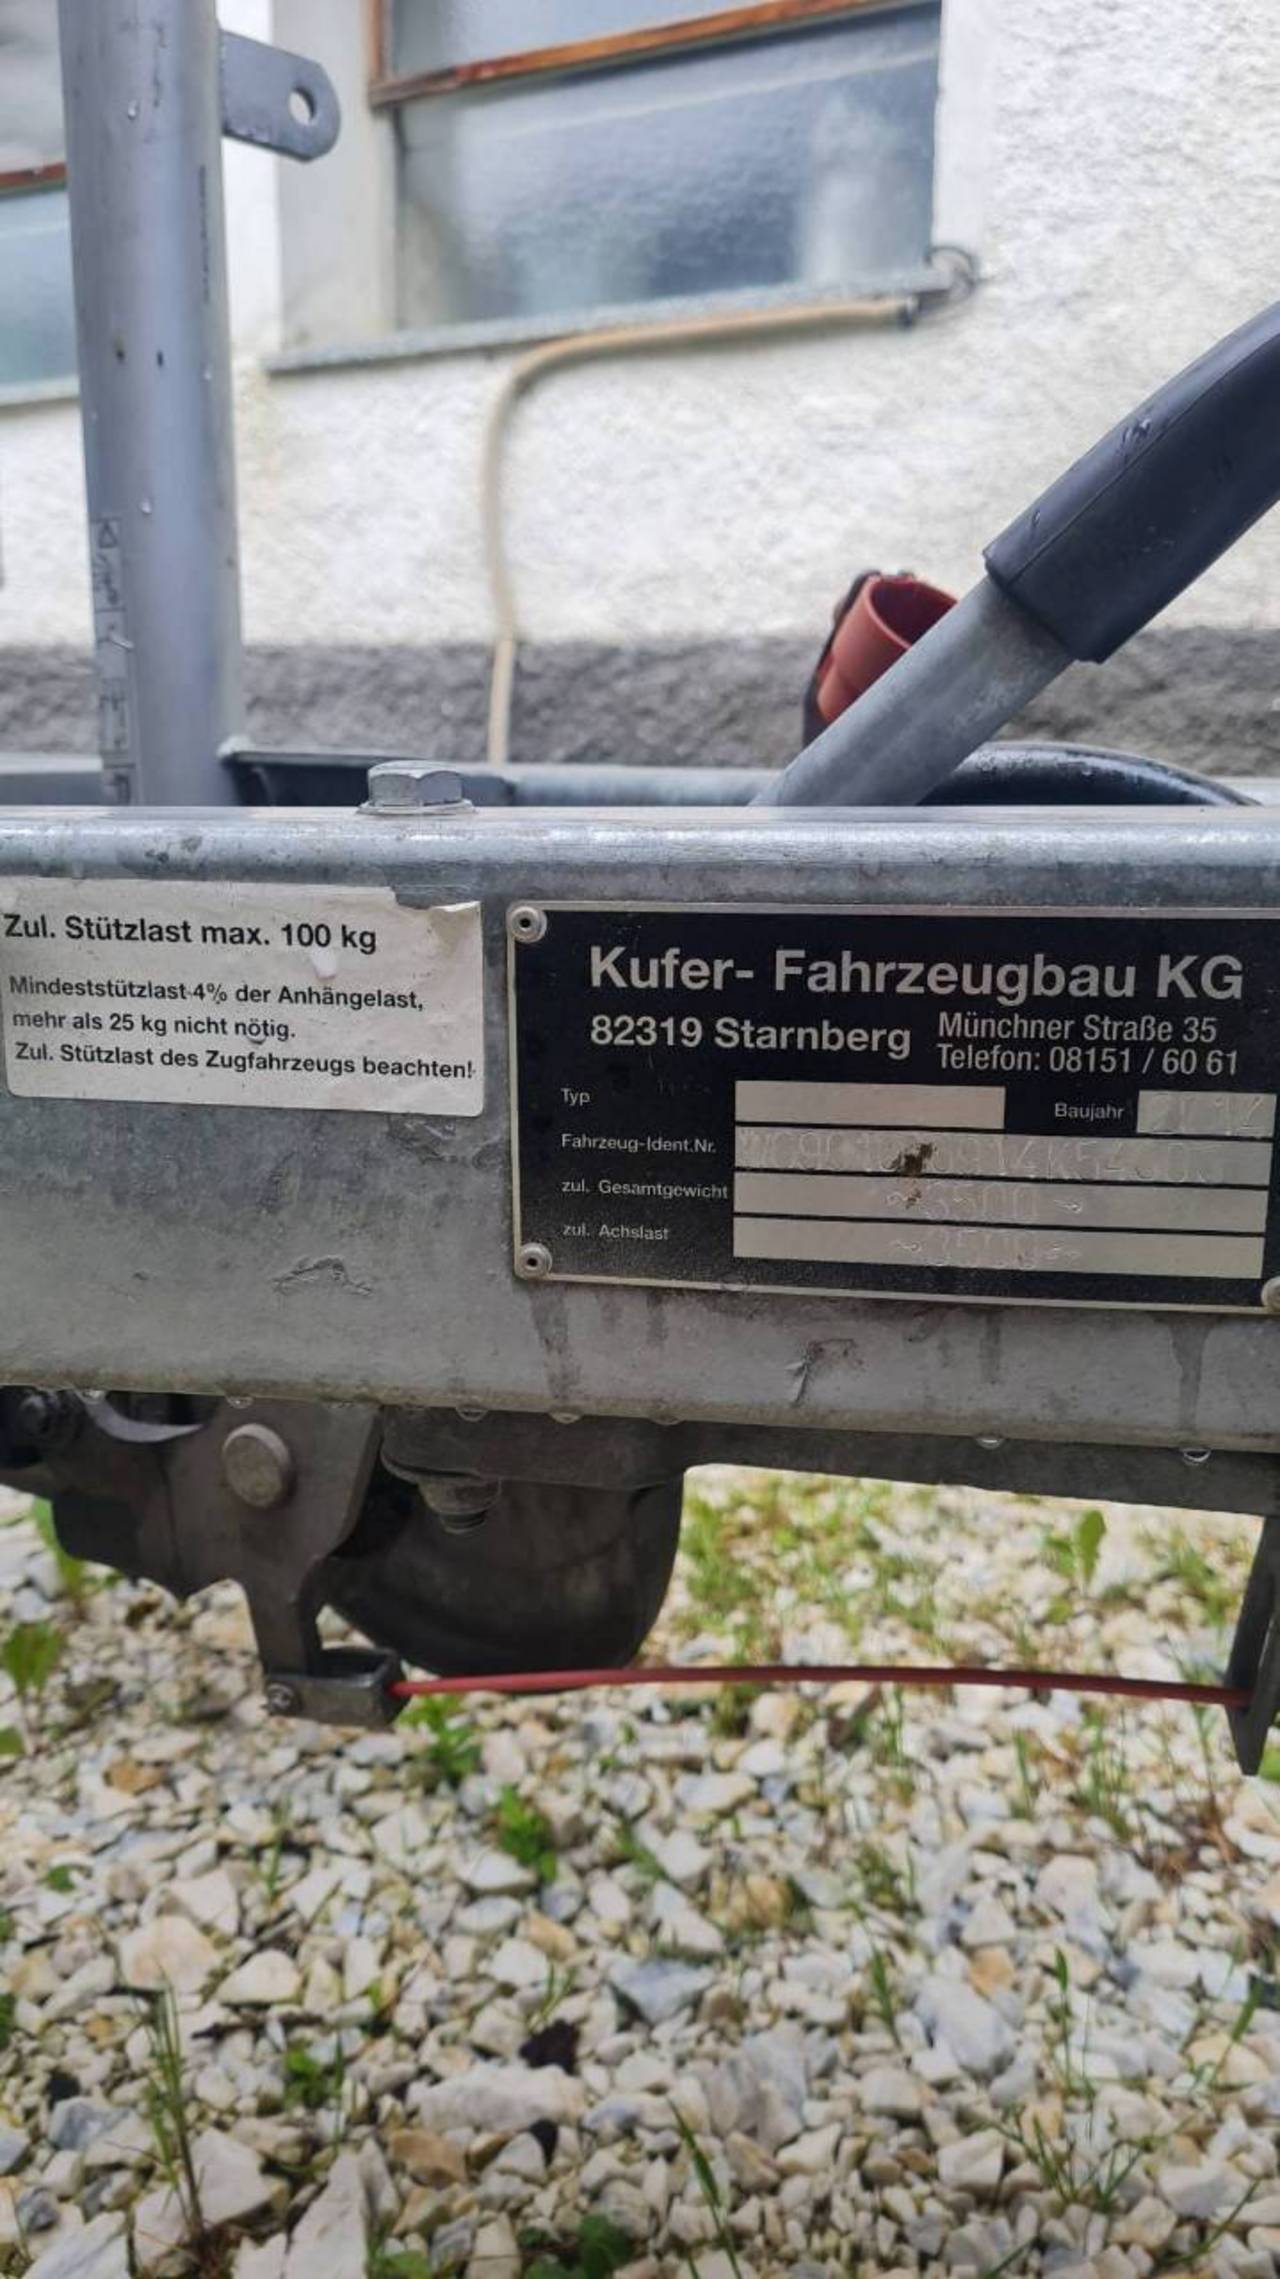 Zul. Stützlast max. 100 kg
Mindeststützlast 4% der Anhängelast,
mehr als 25 kg nicht nötig.
Zul. Stützlast des Zugfahrzeugs beachten!
Kufer- Fahrzeugbau KG
82319 Starnberg
Münchner Straße 35
Telefon: 08151 / 60 61
Typ
Baujahr
Fahrzeug-Ident.Nr.
zul. Gesamtgewicht ~3500~
zul. Achslast ~3500~